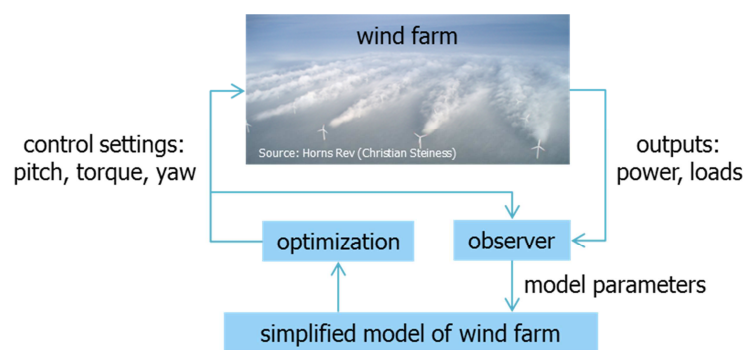 wind farm
Source: Horns Rev (Christian Steiness)
control settings:
pitch, torque, yaw
outputs:
power, loads
optimization
observer
model parameters
simplified model of wind farm